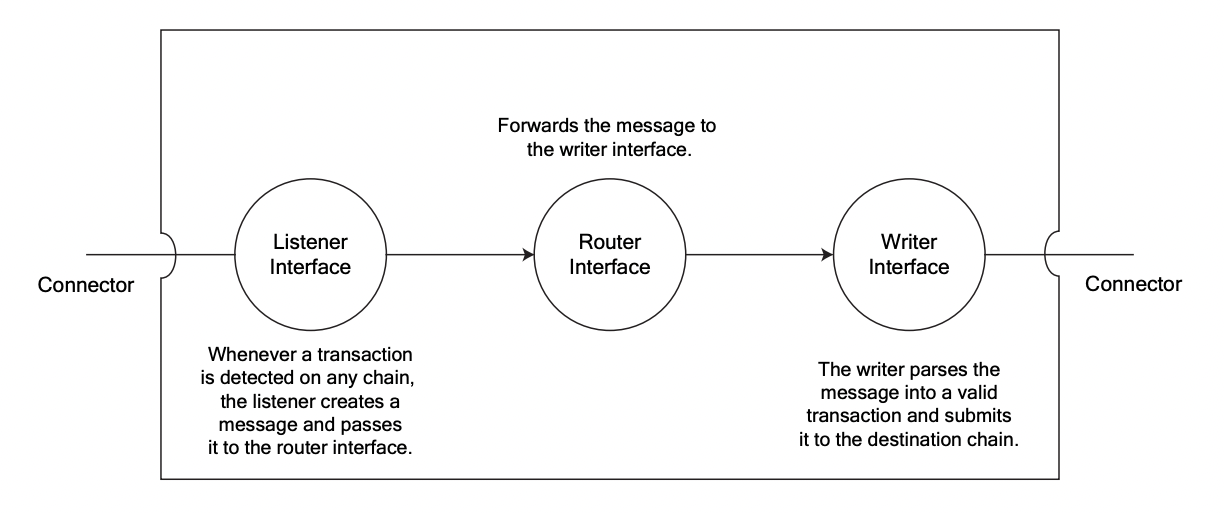 Forwards the message to
the writer interface.
Listener
Interface
Router
Interface
Writer
Interface
Connector
Connector
Whenever a transaction
is detected on any chain,
the listener creates a
message and passes
it to the router interface.
The writer parses the
message into a valid
transaction and submits
it to the destination chain.